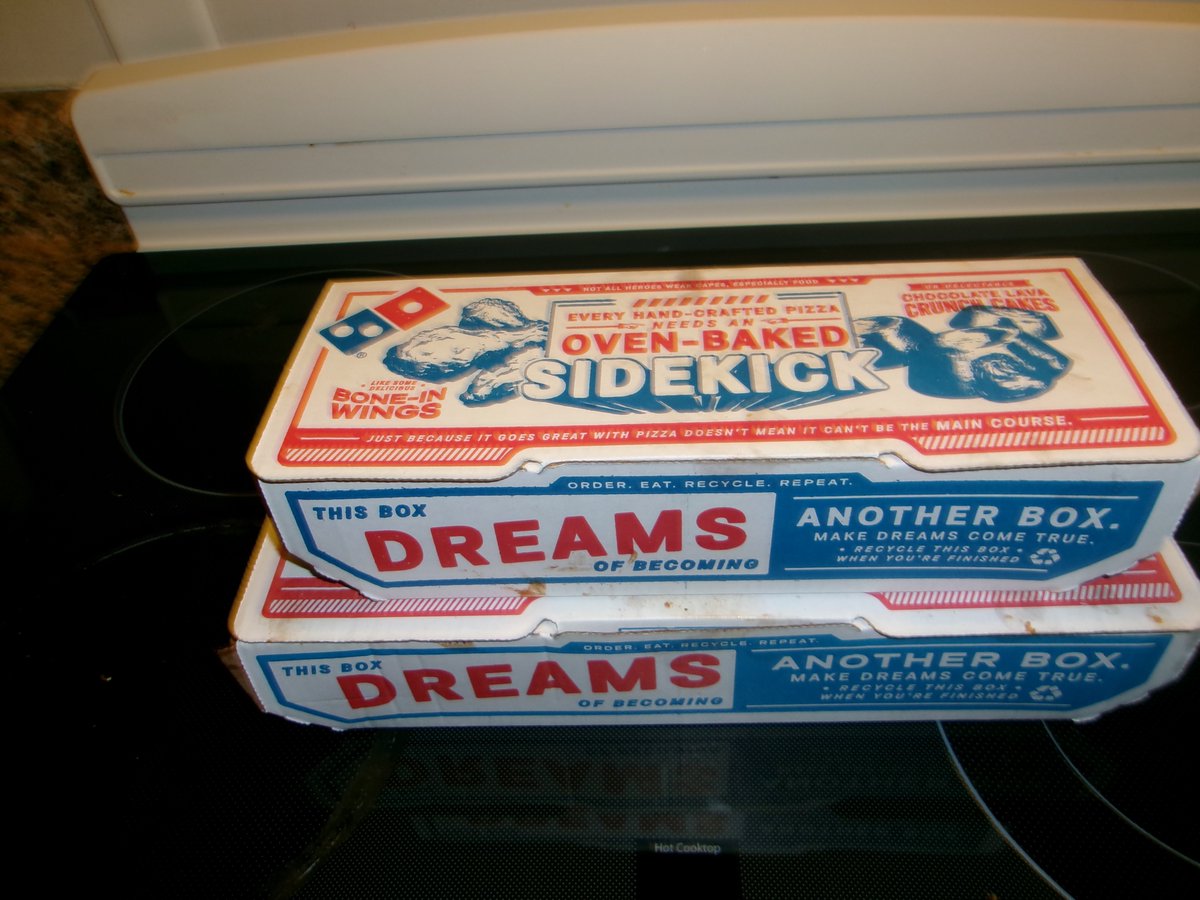 NOT ALL HEROES WEAR CAPES, ESPECIALLY FOOD
EVERY HAND-CRAFTED PIZZA
NEEDS AN
OVEN-BAKED
SIDEKICK
OR DELECTABLE
CHOCOLATE LAVA
CRUNCH CAKES
®
LIKE SOME
DELICIOUS
BONE-IN
WINGS
JUST BECAUSE IT GOES GREAT WITH PIZZA DOESN'T MEAN IT CAN'T BE THE MAIN COURSE.
ORDER. EAT. RECYCLE. REPEAT.
THIS BOX
DREAMS
OF BECOMING
ANOTHER BOX.
MAKE DREAMS COME TRUE.
• RECYCLE THIS BOX •
WHEN YOU'RE FINISHED
ORDER. EAT. RECYCLE. REPEAT.
THIS BOX
DREAMS
OF BECOMING
ANOTHER BOX.
MAKE DREAMS COME TRUE.
• RECYCLE THIS BOX •
WHEN YOU'RE FINISHED
Hot Cooktop